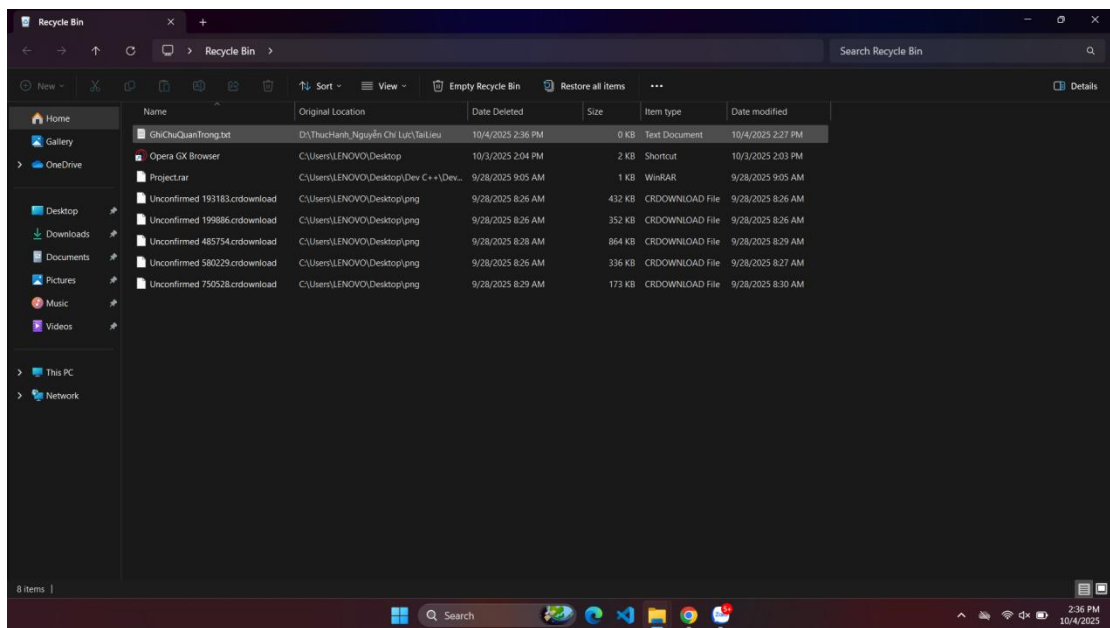 Recycle Bin
Recycle Bin
Search Recycle Bin
New
Sort
View
Empty Recycle Bin
Restore all items
Details
Home
Gallery
OneDrive
Desktop
Downloads
Documents
Pictures
Music
Videos
This PC
Network
Name Original Location Date Deleted Size Item type Date modified
GhiChuQuanTrong.txt D:\ThucHanh_Nguyễn Chí Lực\TaiLieu 10/4/2025 2:36 PM 0 KB Text Document 10/4/2025 2:27 PM
Opera GX Browser C:\Users\LENOVO\Desktop 10/3/2025 2:04 PM 2 KB Shortcut 10/3/2025 2:03 PM
Project.rar C:\Users\LENOVO\Desktop\Dev C++\Dev... 9/28/2025 9:05 AM 1 KB WinRAR 9/28/2025 9:05 AM
Unconfirmed 193183.crdownload C:\Users\LENOVO\Desktop\png 9/28/2025 8:26 AM 432 KB CRDOWNLOAD File 9/28/2025 8:26 AM
Unconfirmed 199886.crdownload C:\Users\LENOVO\Desktop\png 9/28/2025 8:26 AM 352 KB CRDOWNLOAD File 9/28/2025 8:26 AM
Unconfirmed 485754.crdownload C:\Users\LENOVO\Desktop\png 9/28/2025 8:28 AM 864 KB CRDOWNLOAD File 9/28/2025 8:29 AM
Unconfirmed 580229.crdownload C:\Users\LENOVO\Desktop\png 9/28/2025 8:26 AM 336 KB CRDOWNLOAD File 9/28/2025 8:27 AM
Unconfirmed 750528.crdownload C:\Users\LENOVO\Desktop\png 9/28/2025 8:29 AM 173 KB CRDOWNLOAD File 9/28/2025 8:30 AM
8 items
Search
5+
2:36 PM
10/4/2025